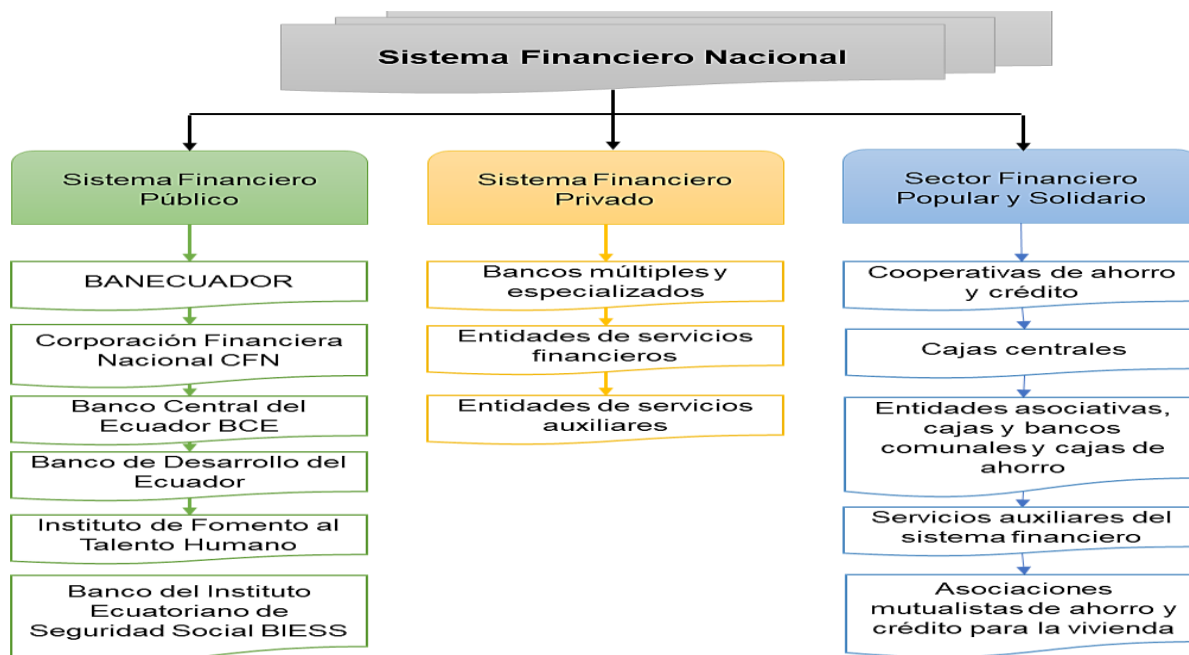 Sistema Financiero Nacional
Sistema Financiero
Público
BANECUADOR
Corporación Financiera
Nacional CFN
Banco Central del
Ecuador BCE
Banco de Desarrollo del
Ecuador
Instituto de Fomento al
Talento Humano
Banco del Instituto
Ecuatoriano de
Seguridad Social BIESS
Sistema Financiero
Privado
Bancos múltiples y
especializados
Entidades de servicios
financieros
Entidades de servicios
auxiliares
Sector Financiero
Popular y Solidario
Cooperativas de ahorro
y crédito
Cajas centrales
Entidades asociativas,
cajas y bancos
comunales y cajas de
ahorro
Servicios auxiliares del
sistema financiero
Asociaciones
mutualistas de ahorro y
crédito para la vivienda